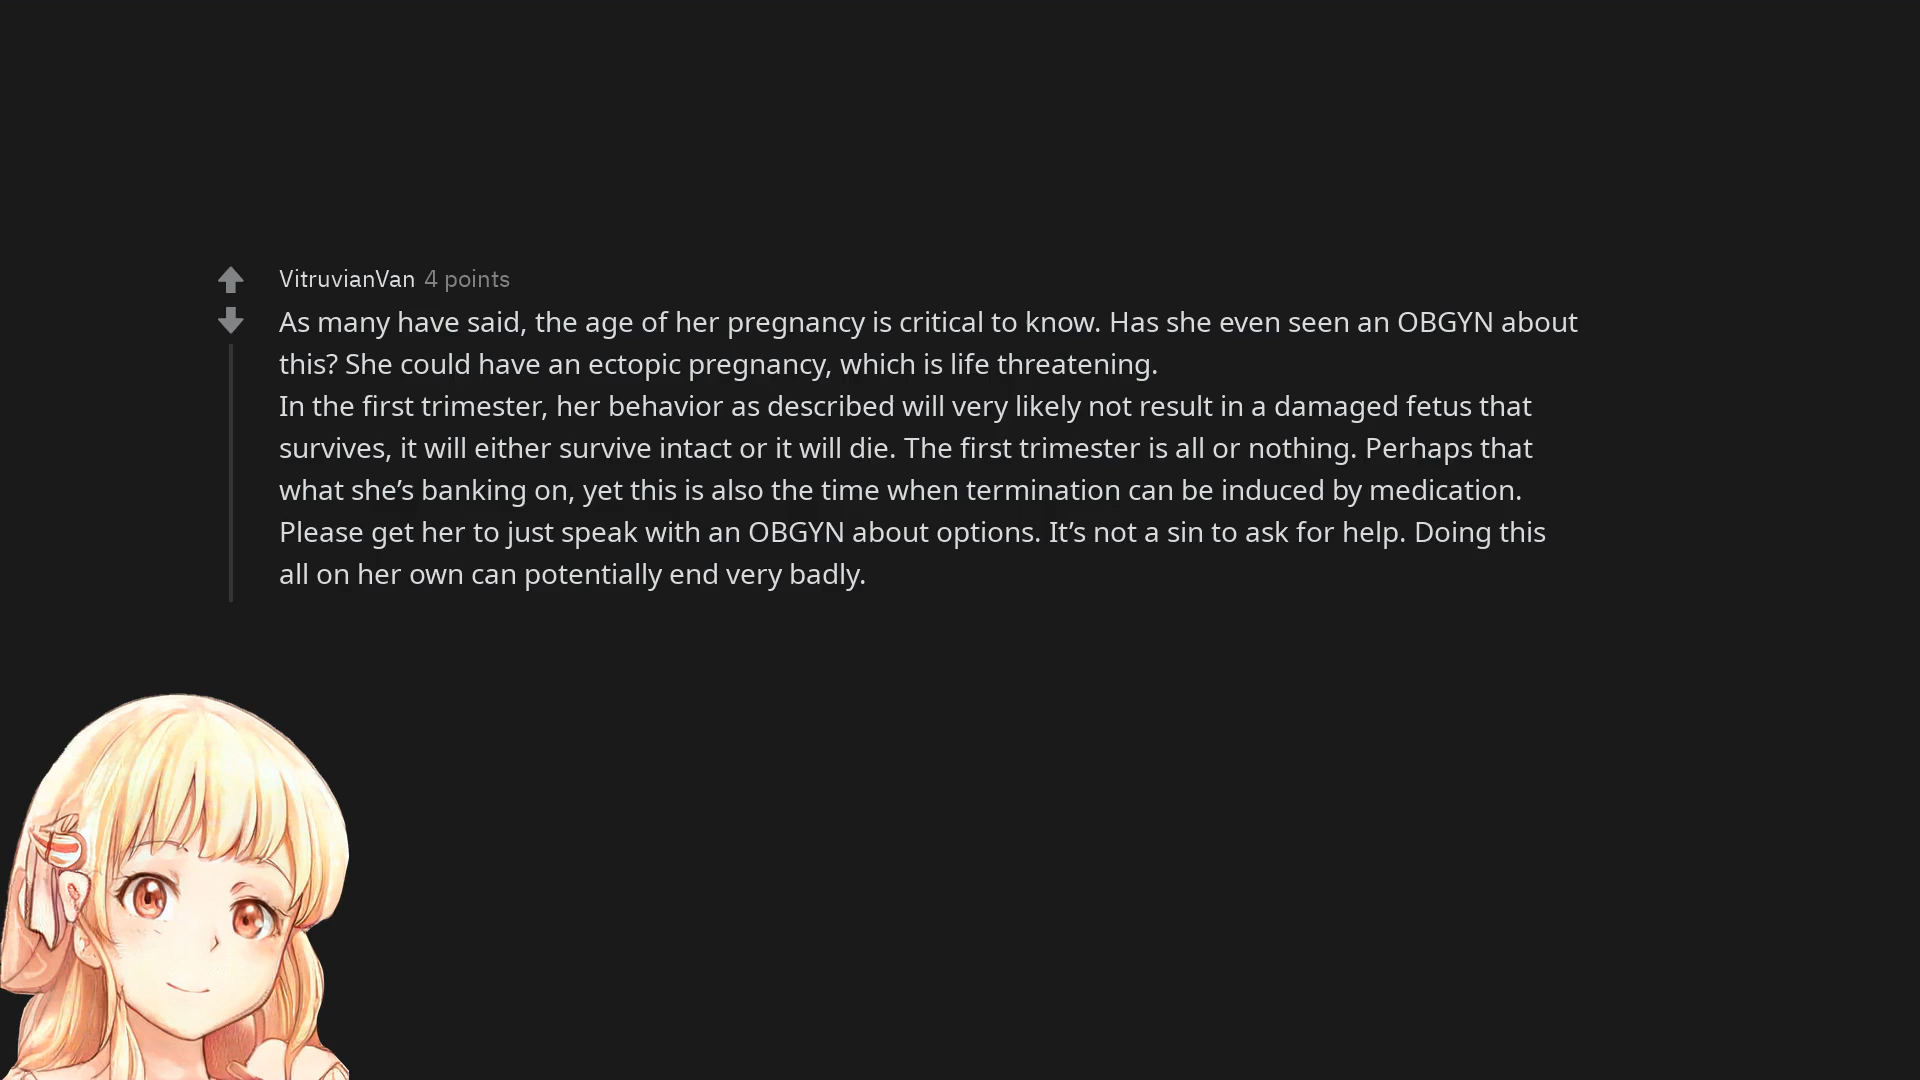 VitruvianVan 4 points
As many have said, the age of her pregnancy is critical to know. Has she even seen an OBGYN about
this? She could have an ectopic pregnancy, which is life threatening.
In the first trimester, her behavior as described will very likely not result in a damaged fetus that
survives, it will either survive intact or it will die. The first trimester is all or nothing. Perhaps that
what she’s banking on, yet this is also the time when termination can be induced by medication.
Please get her to just speak with an OBGYN about options. It’s not a sin to ask for help. Doing this
all on her own can potentially end very badly.